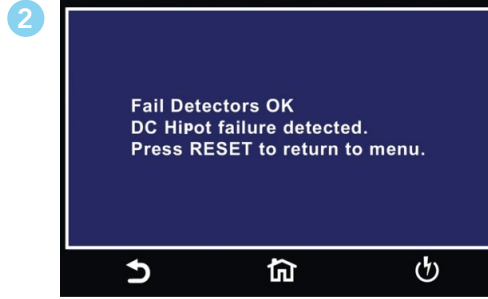 2
Fail Detectors OK
DC Hipot failure detected.
Press RESET to return to menu.